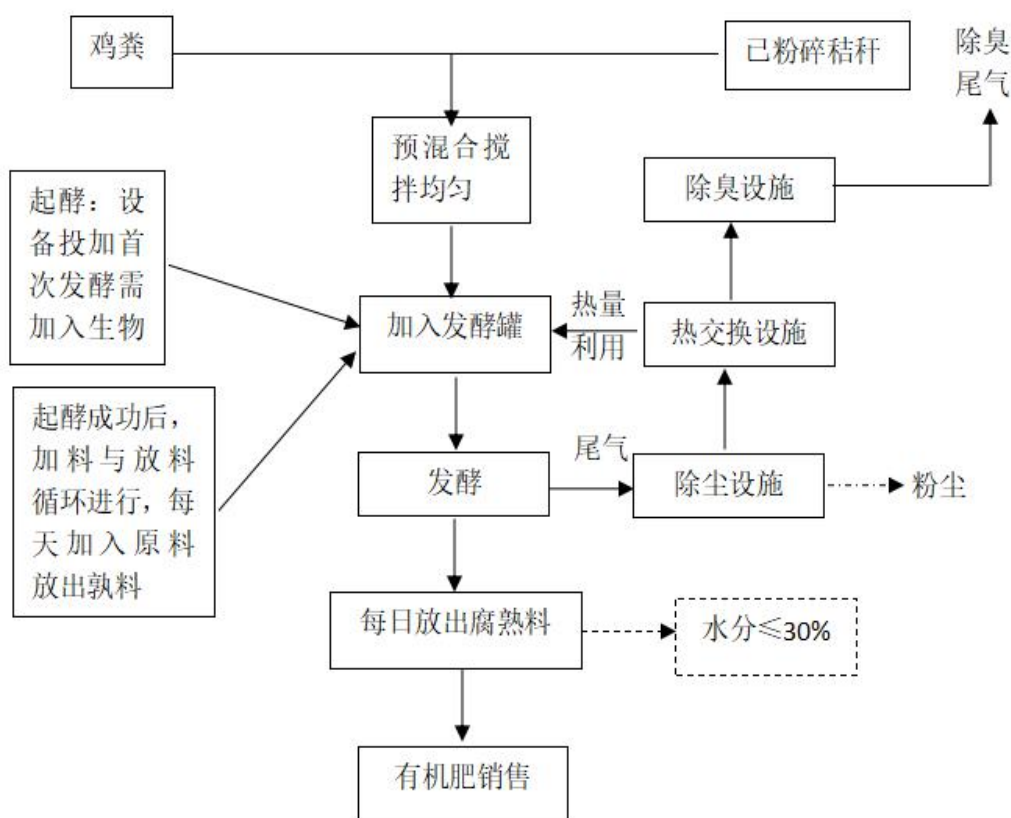 鸡粪
已粉碎秸秆
除臭
尾气
预混合搅
拌均匀
除臭设施
起酵：设
备投加首
次发酵需
加入生物
加入发酵罐
热量
利用
热交换设施
起酵成功后，
加料与放料
循环进行，每
天加入原料
放出孰料
发酵
尾气
除尘设施
粉尘
每日放出腐熟料
水分≤30%
有机肥销售